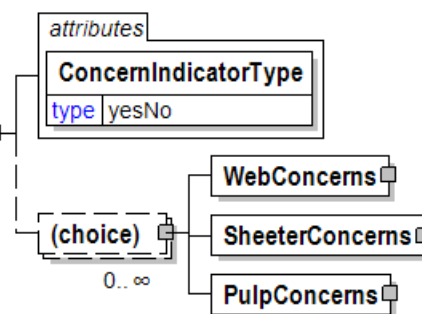 attributes
ConcernIndicatorType
type yesNo
WebConcerns
(choice)
SheeterConcerns
0.. ∞
PulpConcerns